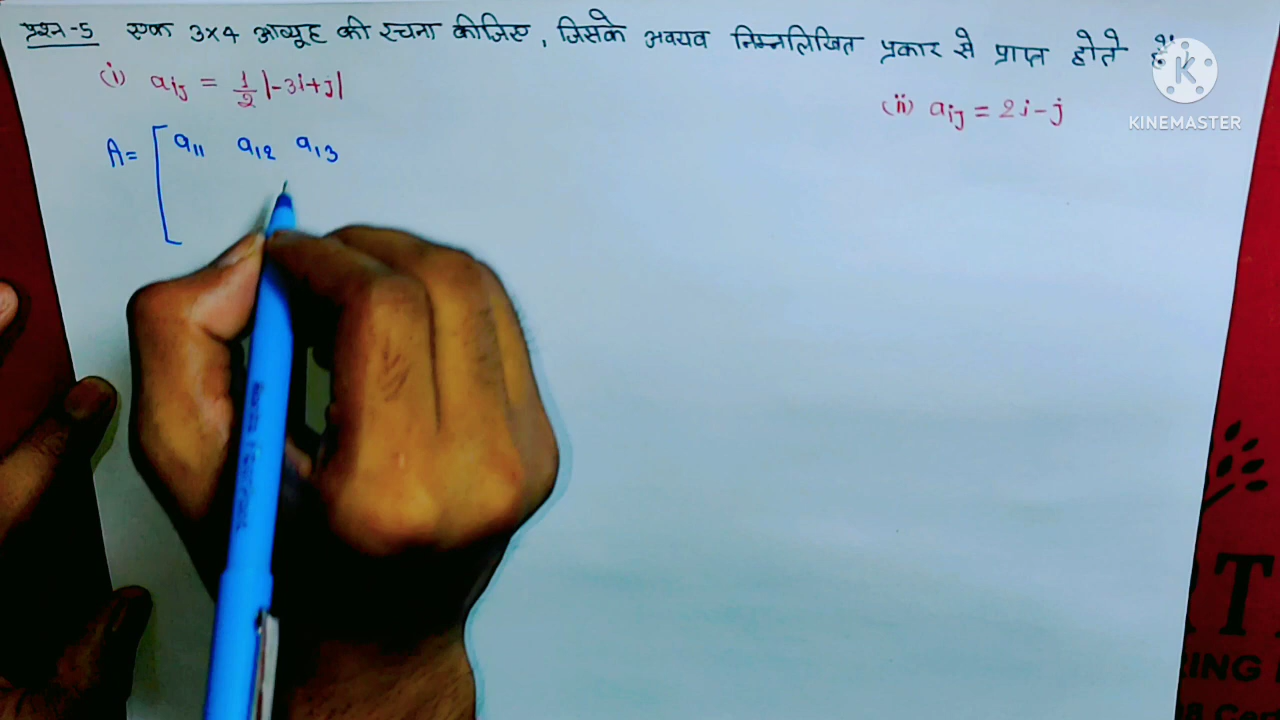 प्रश्न-5 एक 3×4 आव्यूह की रचना कीजिए, जिसके अवयव निम्नलिखित प्रकार से प्राप्त होते हैं
(i) aij = 1/2 |-3i+j|
(ii) aij = 2i-j
KINEMASTER
A = [ a11 a12 a13